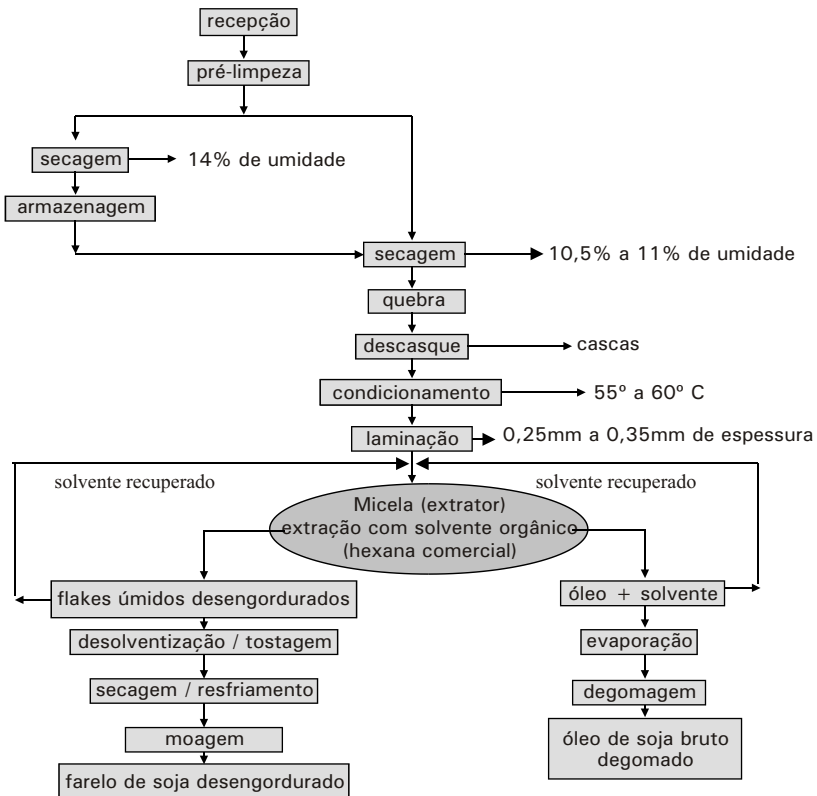 recepção
pré-limpeza
secagem
14% de umidade
armazenagem
secagem
10,5% a 11% de umidade
quebra
descasque
cascas
condicionamento
55º a 60º C
laminação
0,25mm a 0,35mm de espessura
solvente recuperado
solvente recuperado
Micela (extrator)
extração com solvente orgânico
(hexana comercial)
flakes úmidos desengordurados
óleo + solvente
desolventização / tostagem
evaporação
secagem / resfriamento
degomagem
moagem
óleo de soja bruto
degomado
farelo de soja desengordurado